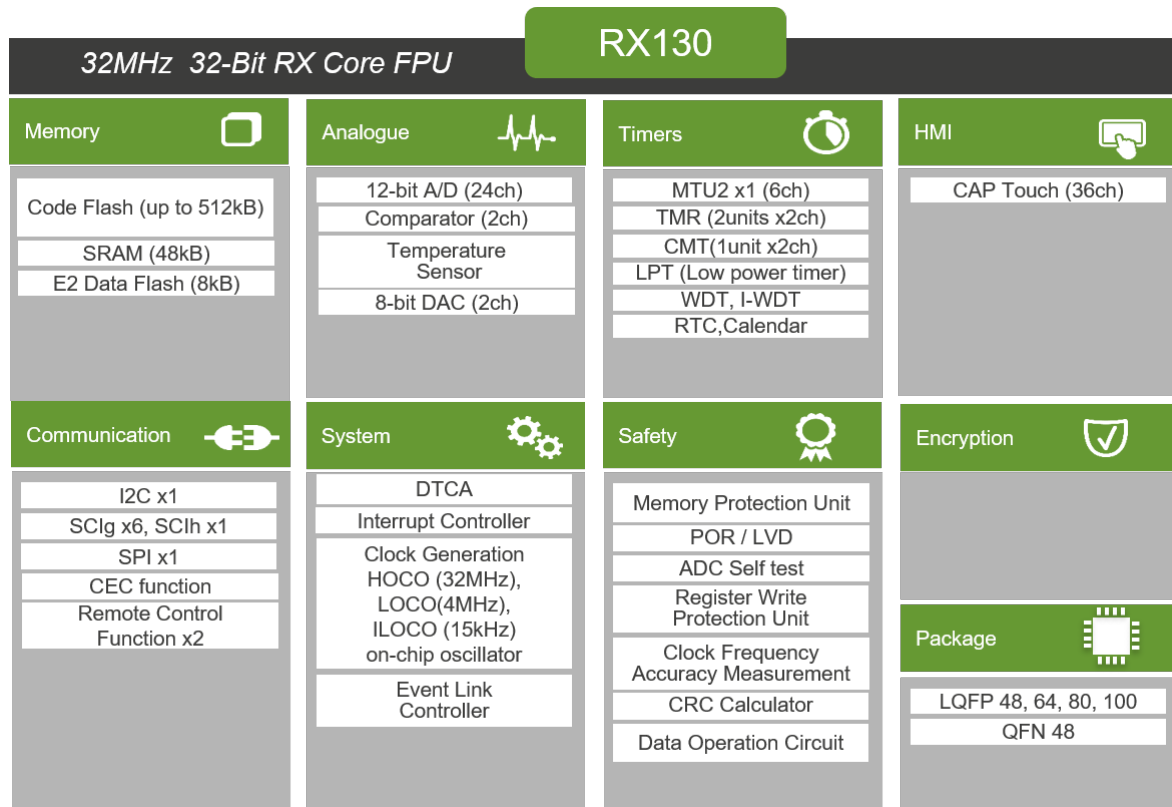 RX130
32MHz 32-Bit RX Core FPU
Memory
Code Flash (up to 512kB)
SRAM (48kB)
E2 Data Flash (8kB)
Analogue
12-bit A/D (24ch)
Comparator (2ch)
Temperature
Sensor
8-bit DAC (2ch)
Timers
MTU2 x1 (6ch)
TMR (2units x2ch)
CMT(1unit x2ch)
LPT (Low power timer)
WDT, I-WDT
RTC,Calendar
HMI
CAP Touch (36ch)
Communication
I2C x1
SCIg x6, SCIh x1
SPI x1
CEC function
Remote Control
Function x2
System
DTCA
Interrupt Controller
Clock Generation
HOCO (32MHz),
LOCO(4MHz),
ILOCO (15kHz)
on-chip oscillator
Event Link
Controller
Safety
Memory Protection Unit
POR / LVD
ADC Self test
Register Write
Protection Unit
Clock Frequency
Accuracy Measurement
CRC Calculator
Data Operation Circuit
Encryption
Package
LQFP 48, 64, 80, 100
QFN 48